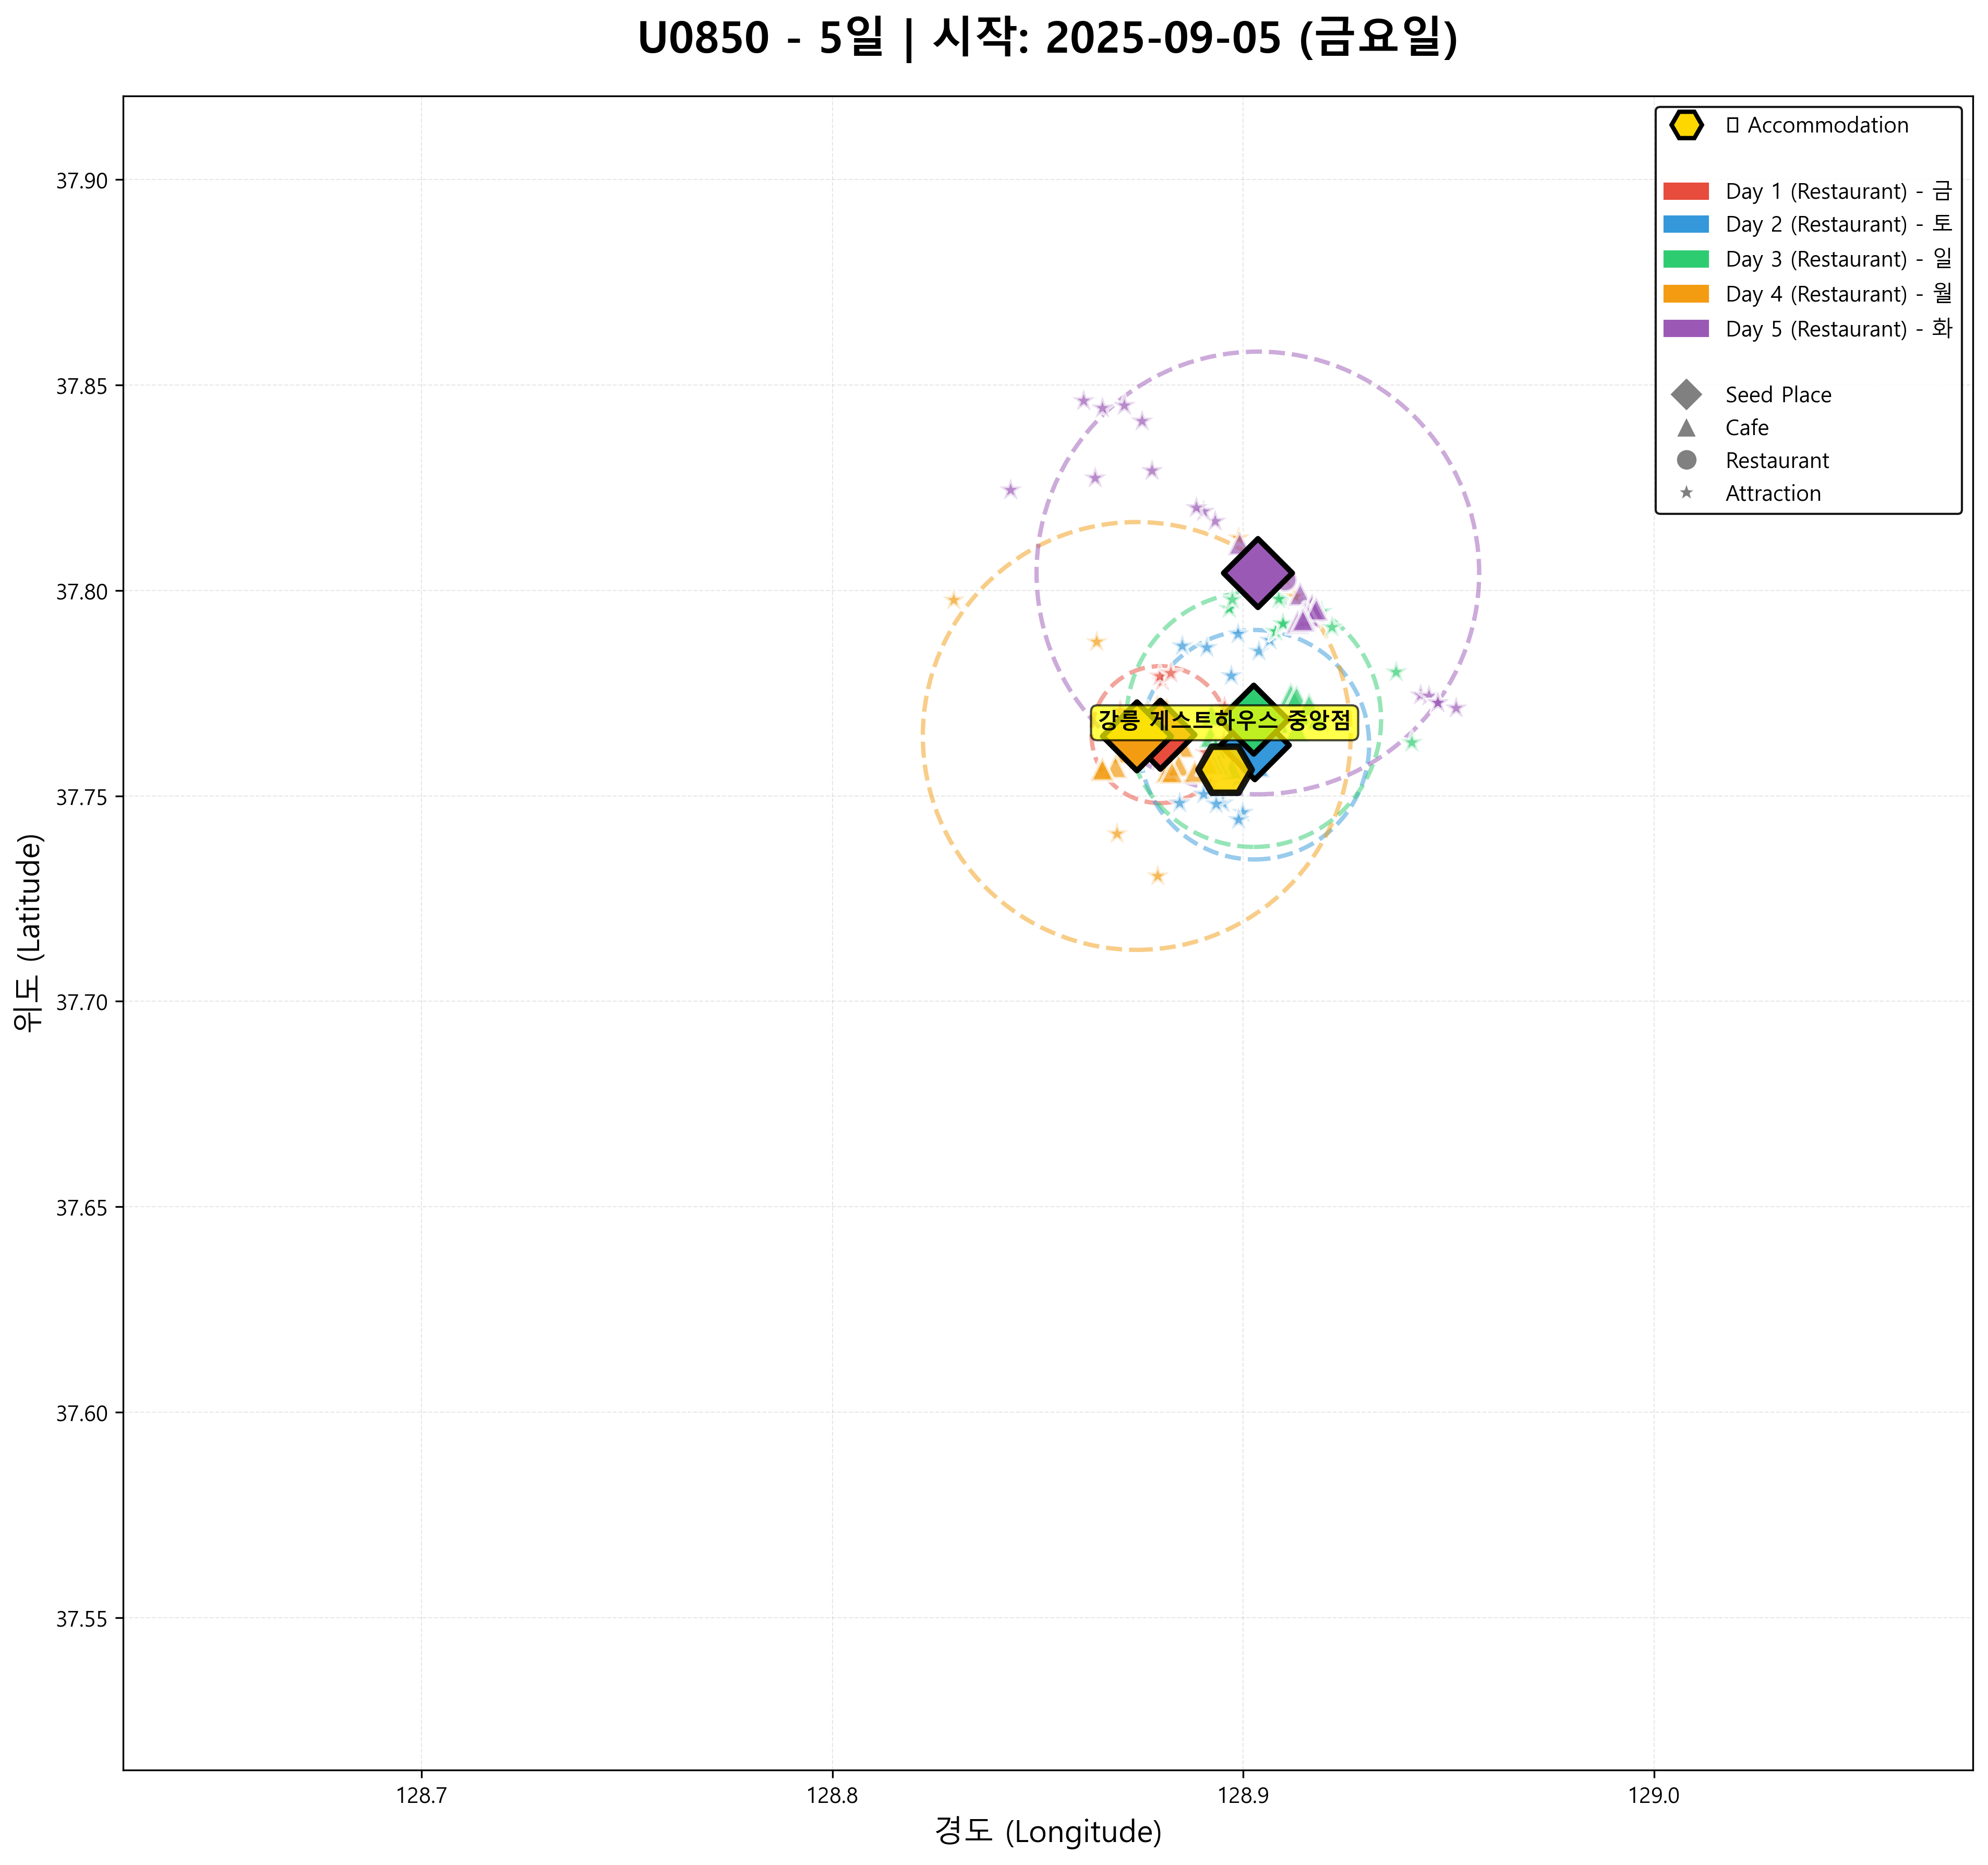 U0850 - 5일 | 시작: 2025-09-05 (금요일)
Accommodation
Day 1 (Restaurant) - 금
Day 2 (Restaurant) - 토
Day 3 (Restaurant) - 일
Day 4 (Restaurant) - 월
Day 5 (Restaurant) - 화
Seed Place
Cafe
Restaurant
Attraction
37.90
37.85
37.80
37.75
37.70
37.65
37.60
37.55
위도 (Latitude)
강릉 게스트하우스 중앙점
128.7
128.8
128.9
129.0
경도 (Longitude)